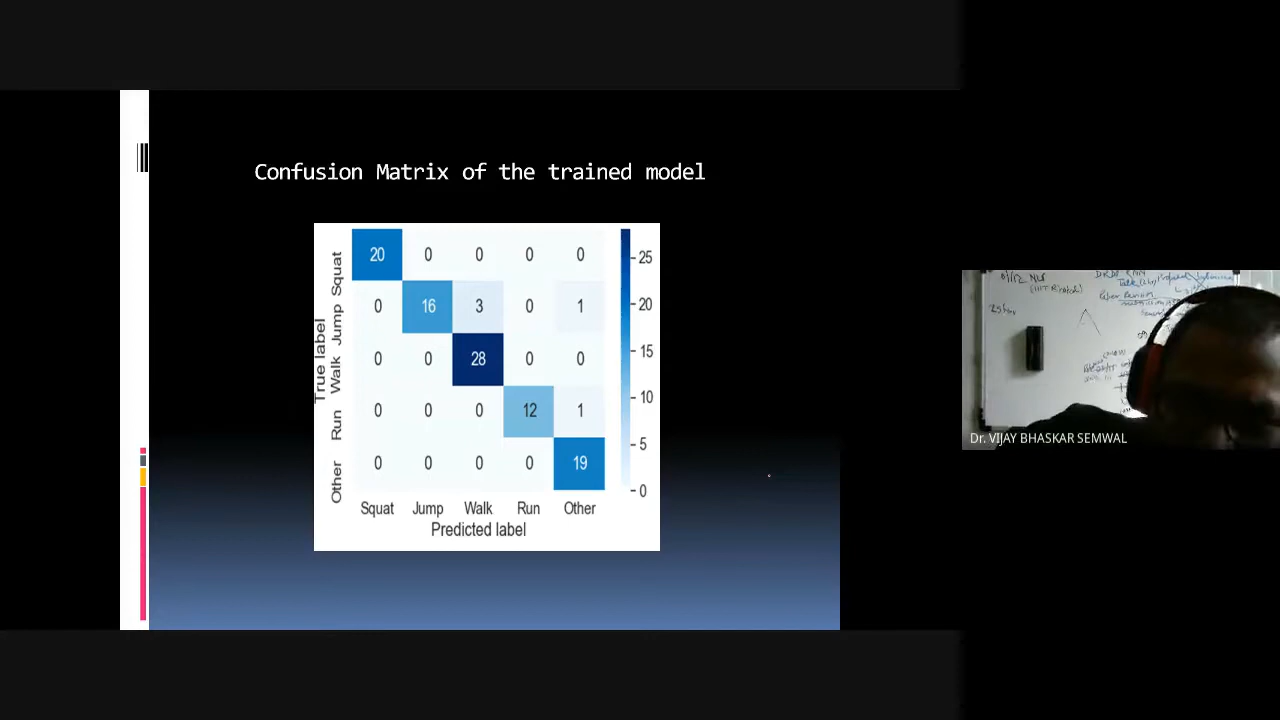 Confusion Matrix of the trained model
True label
Squat 20 0 0 0 0
Jump 0 16 3 0 1
Walk 0 0 28 0 0
Run 0 0 0 12 1
Other 0 0 0 0 19
Squat Jump Walk Run Other
Predicted label
25
20
15
10
5
0
Dr. VIJAY BHASKAR SEMWAL